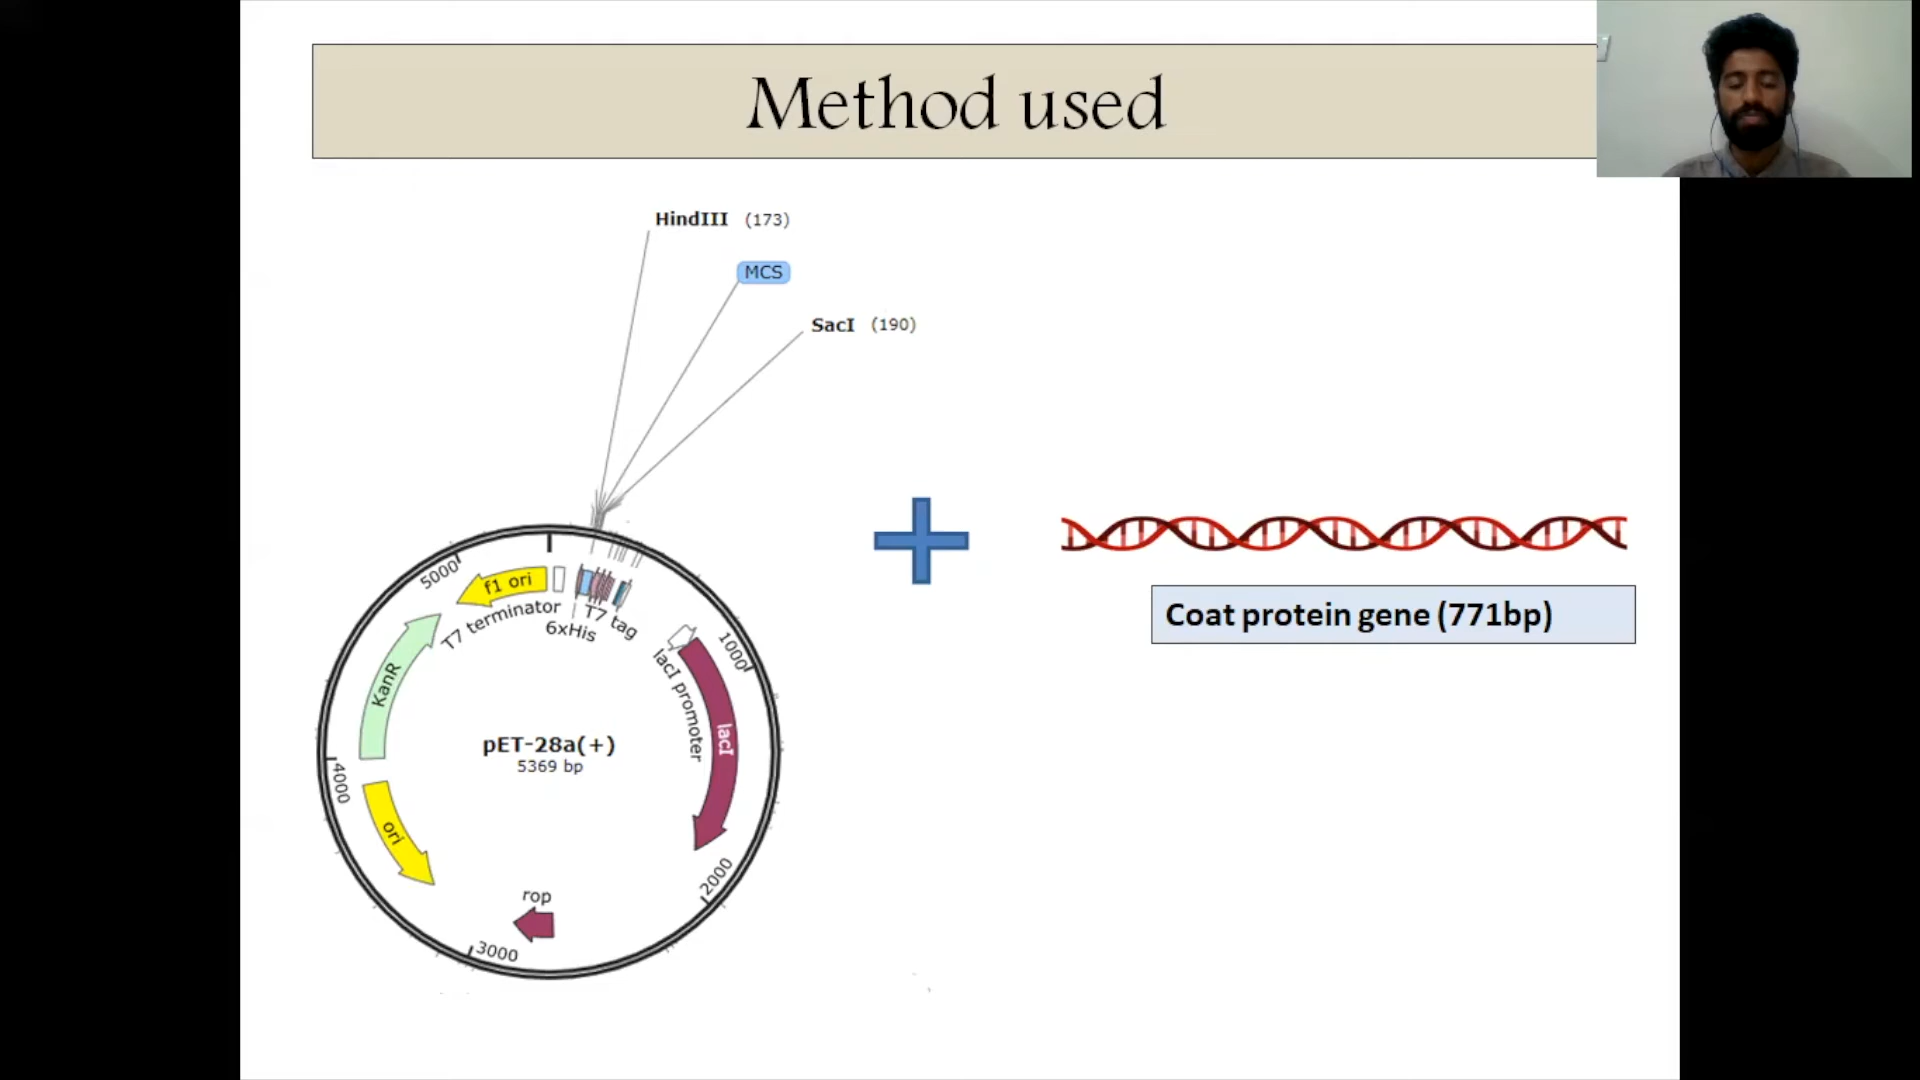 Method used
HindIII (173)
MCS
SacI (190)
5000
f1 ori
T7 terminator
6xHis
T7 tag
lacI promoter
1000
lacI
KanR
pET-28a(+)
5369 bp
4000
ori
2000
rop
3000
Coat protein gene (771bp)